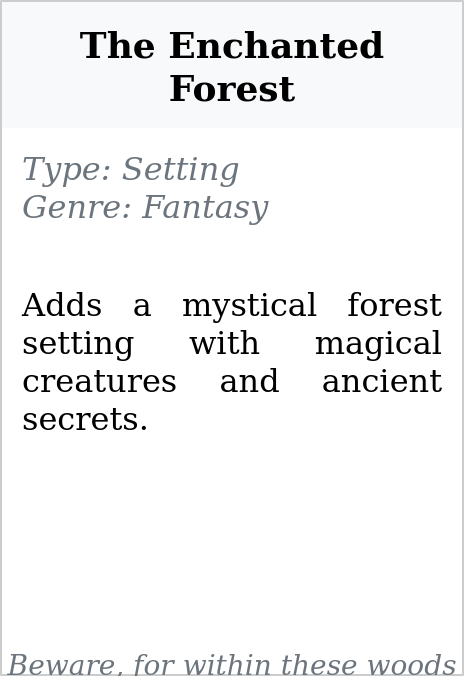 The Enchanted
Forest
Type: Setting
Genre: Fantasy
Adds a mystical forest
setting with magical
creatures and ancient
secrets.
Beware, for within these woods